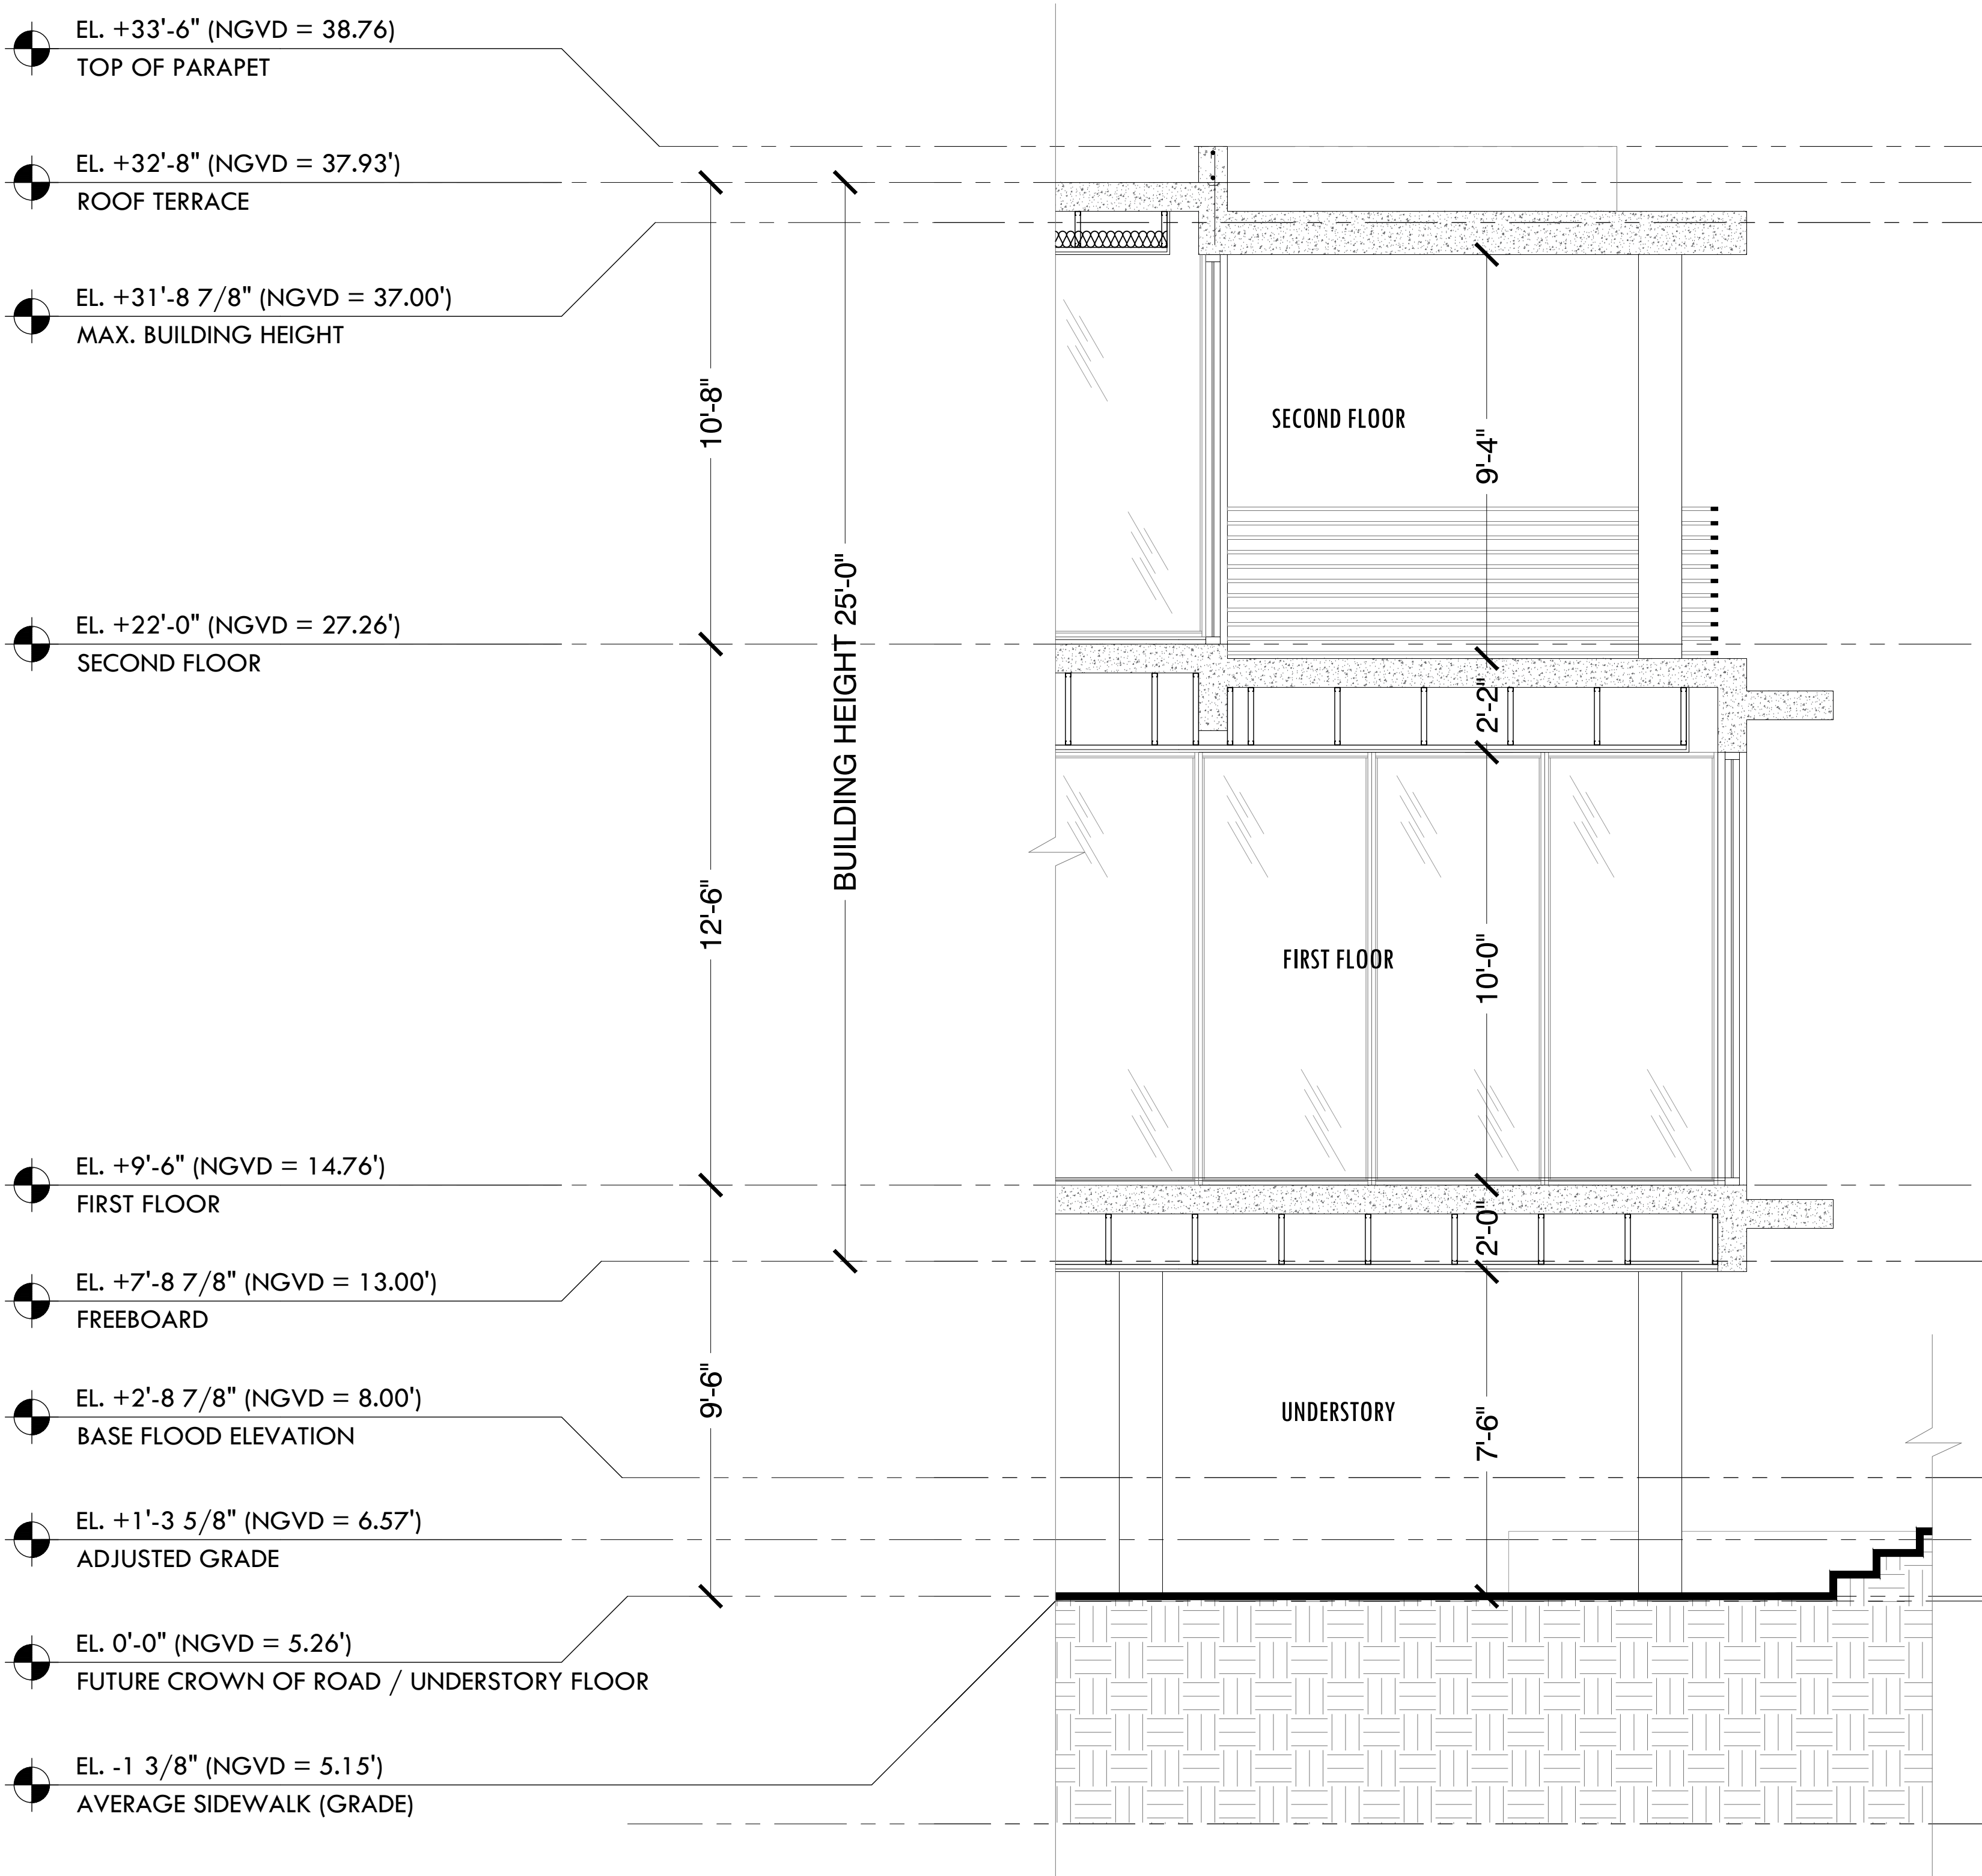 EL. +33'-6" (NGVD = 38.76)
TOP OF PARAPET
EL. +32'-8" (NGVD = 37.93')
ROOF TERRACE
EL. +31'-8 7/8" (NGVD = 37.00')
MAX. BUILDING HEIGHT
10'-8"
SECOND FLOOR
9'-4"
BUILDING HEIGHT 25'-0"
EL. +22'-0" (NGVD = 27.26')
SECOND FLOOR
2'-2"
12'-6"
FIRST FLOOR
10'-0"
EL. +9'-6" (NGVD = 14.76')
FIRST FLOOR
2'-0"
EL. +7'-8 7/8" (NGVD = 13.00')
FREEBOARD
9'-6"
UNDERSTORY
7'-6"
EL. +2'-8 7/8" (NGVD = 8.00')
BASE FLOOD ELEVATION
EL. +1'-3 5/8" (NGVD = 6.57')
ADJUSTED GRADE
EL. 0'-0" (NGVD = 5.26')
FUTURE CROWN OF ROAD / UNDERSTORY FLOOR
EL. -1 3/8" (NGVD = 5.15')
AVERAGE SIDEWALK (GRADE)